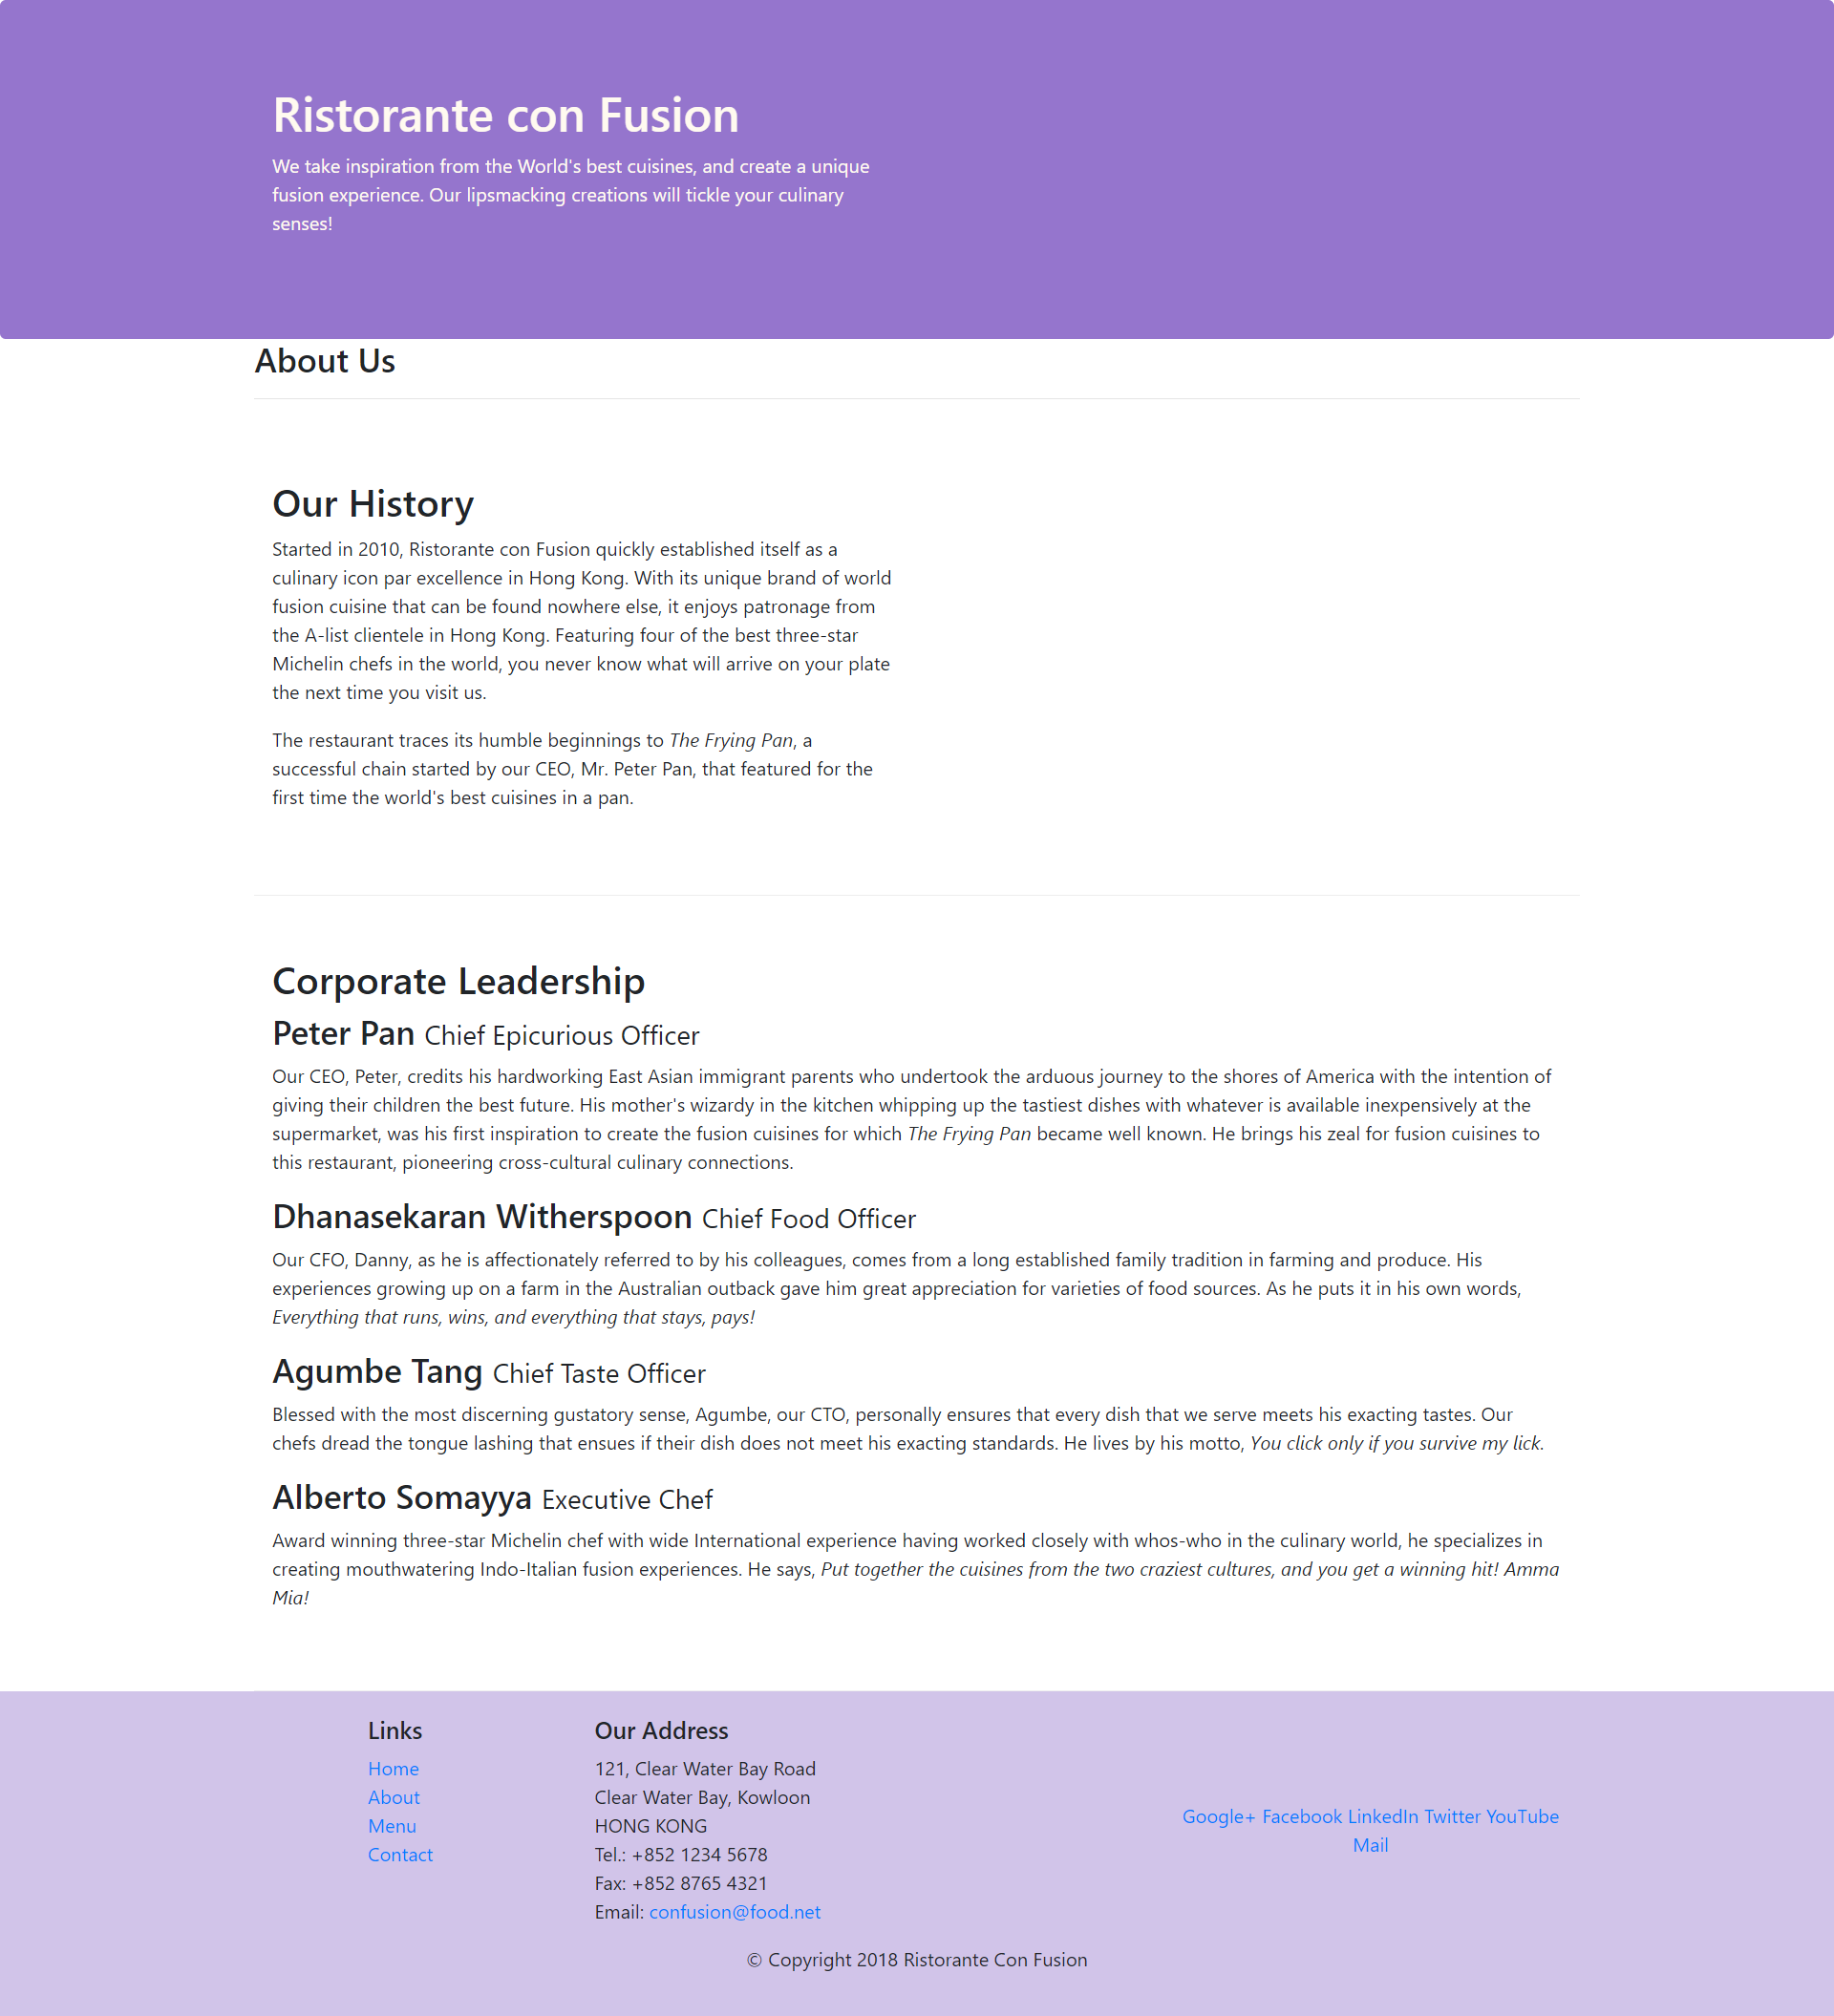 Ristorante con Fusion
We take inspiration from the World's best cuisines, and create a unique
fusion experience. Our lipsmacking creations will tickle your culinary
senses!
About Us
Our History
Started in 2010, Ristorante con Fusion quickly established itself as a
culinary icon par excellence in Hong Kong. With its unique brand of world
fusion cuisine that can be found nowhere else, it enjoys patronage from
the A-list clientele in Hong Kong. Featuring four of the best three-star
Michelin chefs in the world, you never know what will arrive on your plate
the next time you visit us.
The restaurant traces its humble beginnings to The Frying Pan, a
successful chain started by our CEO, Mr. Peter Pan, that featured for the
first time the world's best cuisines in a pan.
Corporate Leadership
Peter Pan Chief Epicurious Officer
Our CEO, Peter, credits his hardworking East Asian immigrant parents who undertook the arduous journey to the shores of America with the intention of
giving their children the best future. His mother's wizardy in the kitchen whipping up the tastiest dishes with whatever is available inexpensively at the
supermarket, was his first inspiration to create the fusion cuisines for which The Frying Pan became well known. He brings his zeal for fusion cuisines to
this restaurant, pioneering cross-cultural culinary connections.
Dhanasekaran Witherspoon Chief Food Officer
Our CFO, Danny, as he is affectionately referred to by his colleagues, comes from a long established family tradition in farming and produce. His
experiences growing up on a farm in the Australian outback gave him great appreciation for varieties of food sources. As he puts it in his own words,
Everything that runs, wins, and everything that stays, pays!
Agumbe Tang Chief Taste Officer
Blessed with the most discerning gustatory sense, Agumbe, our CTO, personally ensures that every dish that we serve meets his exacting tastes. Our
chefs dread the tongue lashing that ensues if their dish does not meet his exacting standards. He lives by his motto, You click only if you survive my lick.
Alberto Somayya Executive Chef
Award winning three-star Michelin chef with wide International experience having worked closely with whos-who in the culinary world, he specializes in
creating mouthwatering Indo-Italian fusion experiences. He says, Put together the cuisines from the two craziest cultures, and you get a winning hit! Amma
Mia!
Links
Home
About
Menu
Contact
Our Address
121, Clear Water Bay Road
Clear Water Bay, Kowloon
HONG KONG
Tel.: +852 1234 5678
Fax: +852 8765 4321
Email: confusion@food.net
Google+ Facebook LinkedIn Twitter YouTube
Mail
© Copyright 2018 Ristorante Con Fusion